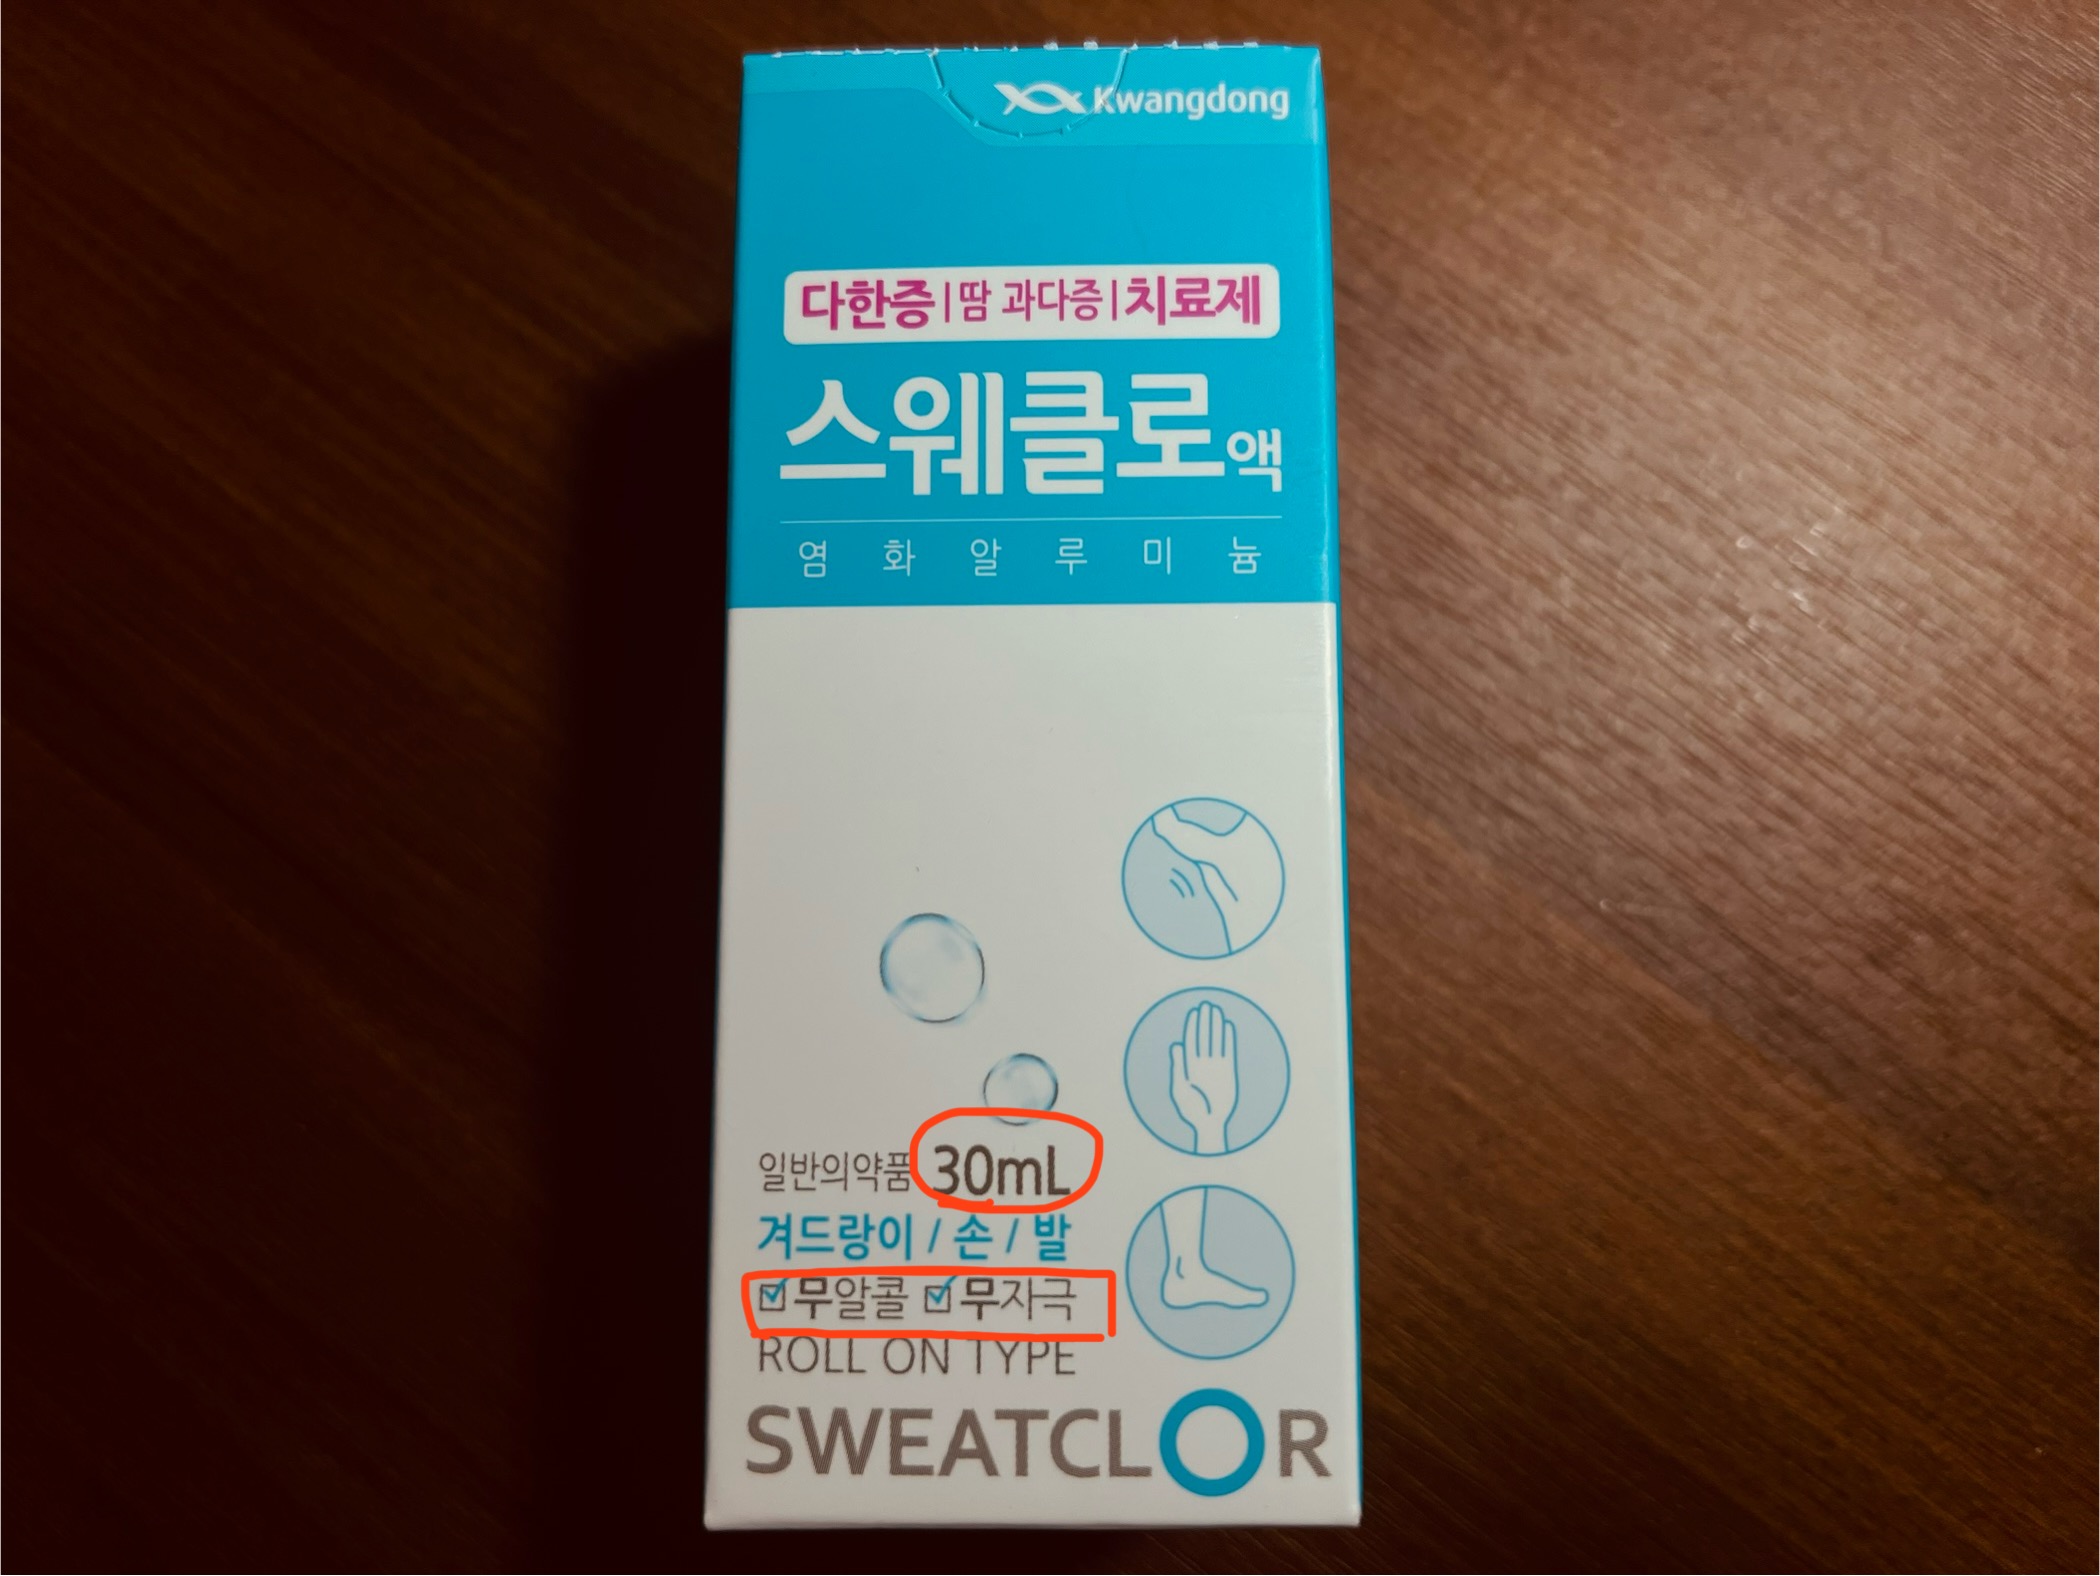 Kwangdong
다한증 | 땀 과다증 | 치료제
스웨클로액
염화알루미늄
일반의약품 30mL
겨드랑이 / 손 / 발
☑무알콜 ☑무자극
ROLL ON TYPE
SWEATCLOR